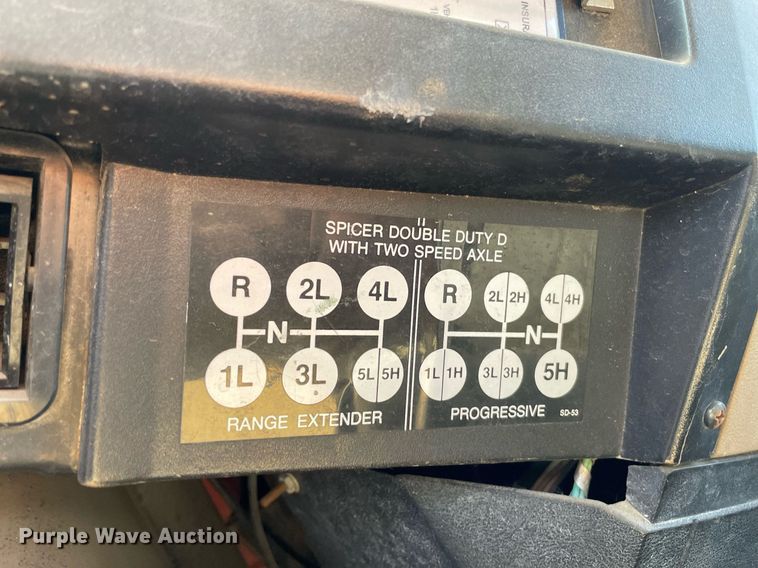 INSURA
SPICER DOUBLE DUTY D
WITH TWO SPEED AXLE
R 2L 4L
N
1L 3L 5L 5H
RANGE EXTENDER
R 2L 2H 4L 4H
N
1L 1H 3L 3H 5H
PROGRESSIVE
SD-53
Purple Wave Auction